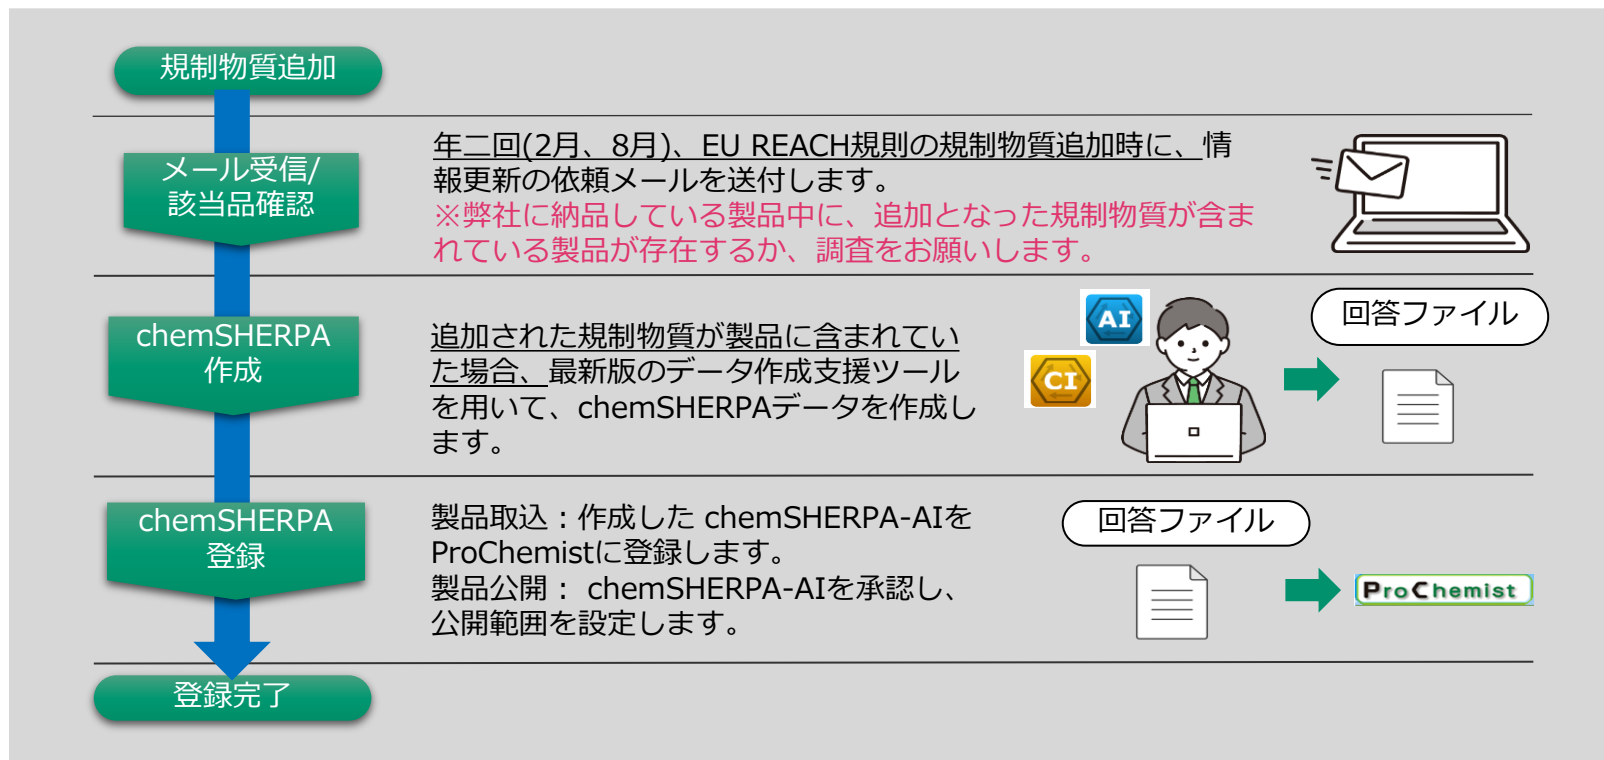 規制物質追加
メール受信/
該当品確認
年二回(2月、8月)、EU REACH規則の規制物質追加時に、情
報更新の依頼メールを送付します。
※弊社に納品している製品中に、追加となった規制物質が含ま
れている製品が存在するか、調査をお願いします。
chemSHERPA
作成
追加された規制物質が製品に含まれてい
た場合、最新版のデータ作成支援ツール
を用いて、chemSHERPAデータを作成し
ます。
AI
CI
回答ファイル
chemSHERPA
登録
製品取込：作成した chemSHERPA-AIを
ProChemistに登録します。
製品公開： chemSHERPA-AIを承認し、
公開範囲を設定します。
回答ファイル
ProChemist
登録完了